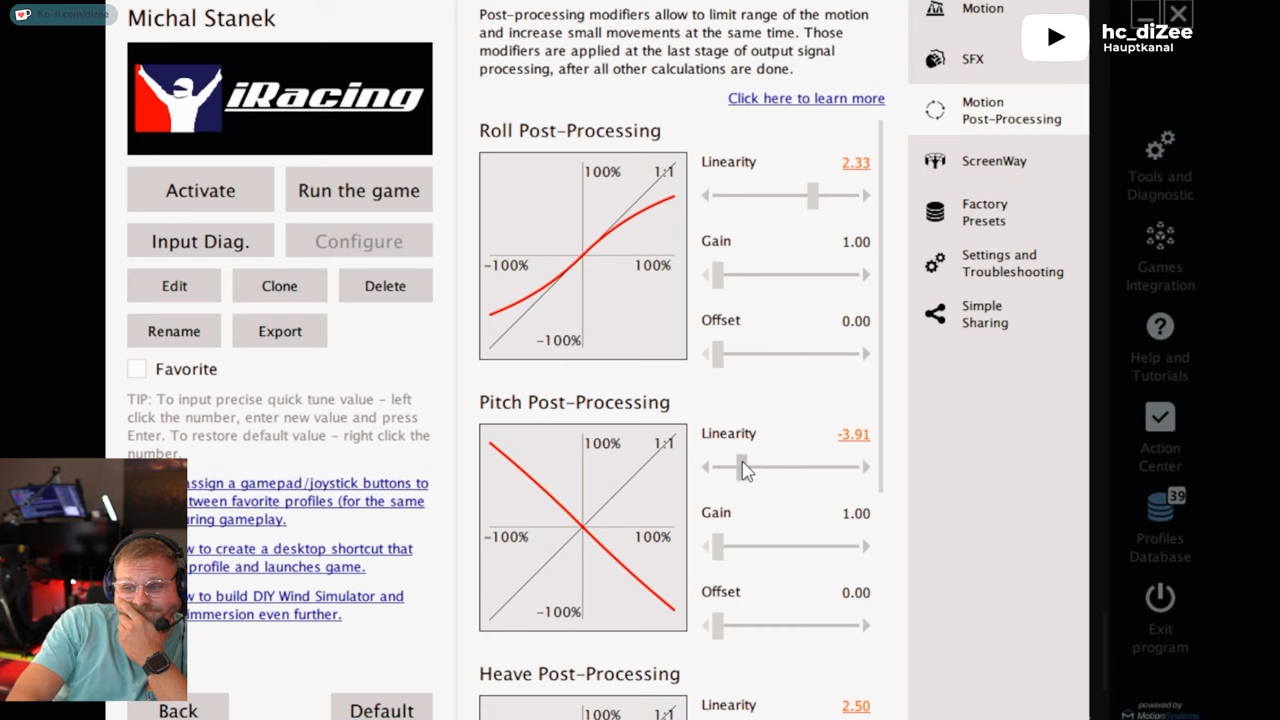 Ko-fi.com/dizee
Michal Stanek
iRacing
Activate
Run the game
Input Diag.
Configure
Edit
Clone
Delete
Rename
Export
Favorite
TIP: To input precise quick tune value - left
click the number, enter new value and press
Enter. To restore default value - right click the
number.
assign a gamepad/joystick buttons to
tween favorite profiles (for the same
uring gameplay.
w to create a desktop shortcut that
profile and launches game.
w to build DIY Wind Simulator and
immersion even further.
Back
Default
Post-processing modifiers allow to limit range of the motion
and increase small movements at the same time. Those
modifiers are applied at the last stage of output signal
processing, after all other calculations are done.
Click here to learn more
Roll Post-Processing
100%
1:1
-100%
100%
-100%
Linearity
2.33
Gain
1.00
Offset
0.00
Pitch Post-Processing
100%
1:1
-100%
100%
-100%
Linearity
-3.91
Gain
1.00
Offset
0.00
Heave Post-Processing
100%
1:1
Linearity
2.50
Motion
SFX
Motion
Post-Processing
ScreenWay
Factory
Presets
Settings and
Troubleshooting
Simple
Sharing
hc_diZee
Hauptkanal
Tools and
Diagnostic
Games
Integration
Help and
Tutorials
Action
Center
39
Profiles
Database
Exit
program
powered by
MotionSystems